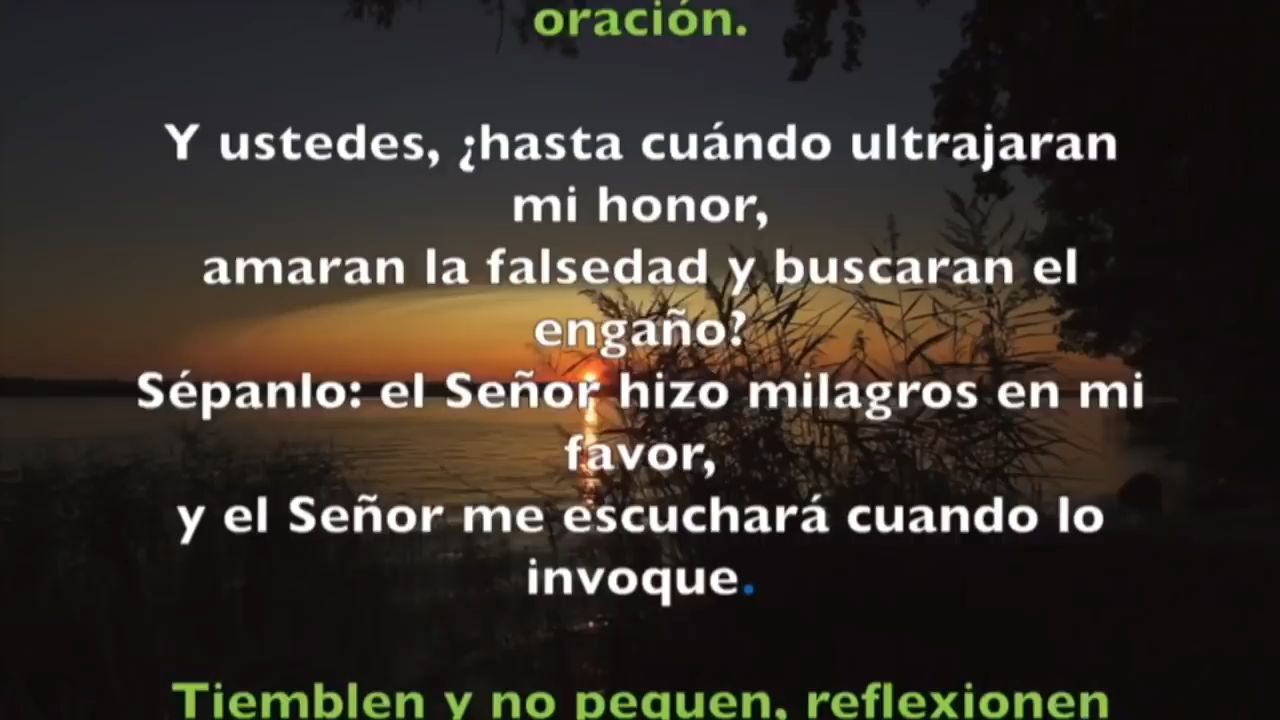 oración.
Y ustedes, ¿hasta cuándo ultrajaran
mi honor,
amaran la falsedad y buscaran el
engaño?
Sépanlo: el Señor hizo milagros en mi
favor,
y el Señor me escuchará cuando lo
invoque.
Tiemblen y no pequen, reflexionen